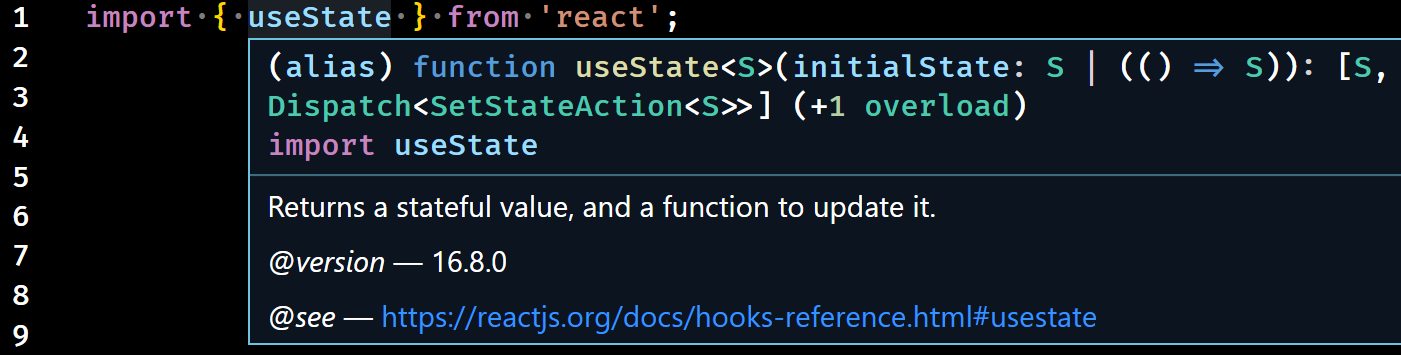 1 import { useState } from 'react';
2 (alias) function useState<S>(initialState: S | (() => S)): [S,
3 Dispatch<SetStateAction<S>>] (+1 overload)
4 import useState
5
6 Returns a stateful value, and a function to update it.
7 @version — 16.8.0
8 @see — https://reactjs.org/docs/hooks-reference.html#usestate
9